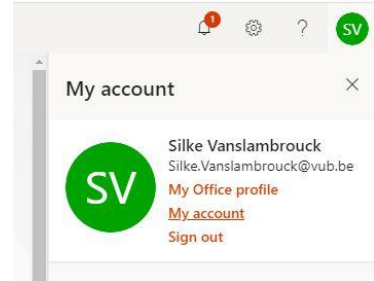 1
?
SV
My account
SV
Silke Vanslambrouck
Silke.Vanslambrouck@vub.be
My Office profile
My account
Sign out